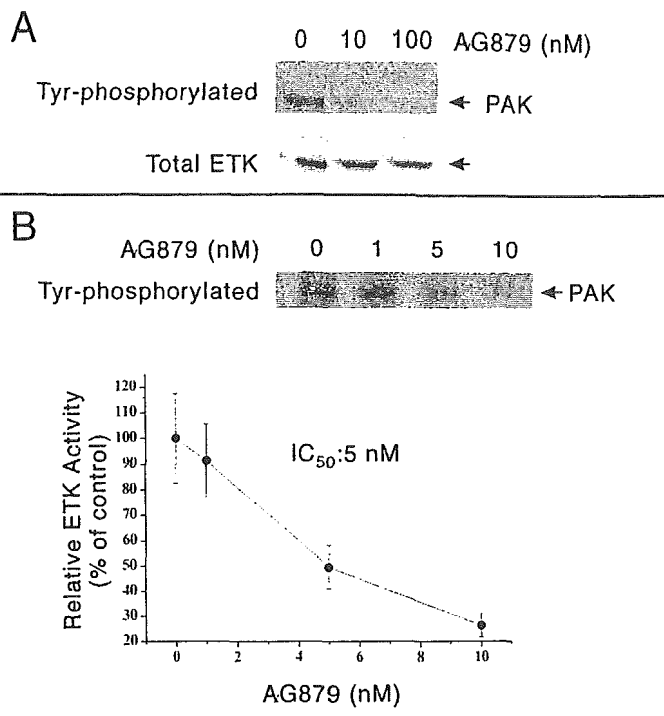 A
0 10 100 AG879 (nM)
Tyr-phosphorylated
PAK
Total ETK
B
AG879 (nM) 0 1 5 10
Tyr-phosphorylated
PAK
120
110
100
90
80
70
60
50
40
30
20
Relative ETK Activity
(% of control)
IC50:5 nM
0 2 4 6 8 10
AG879 (nM)